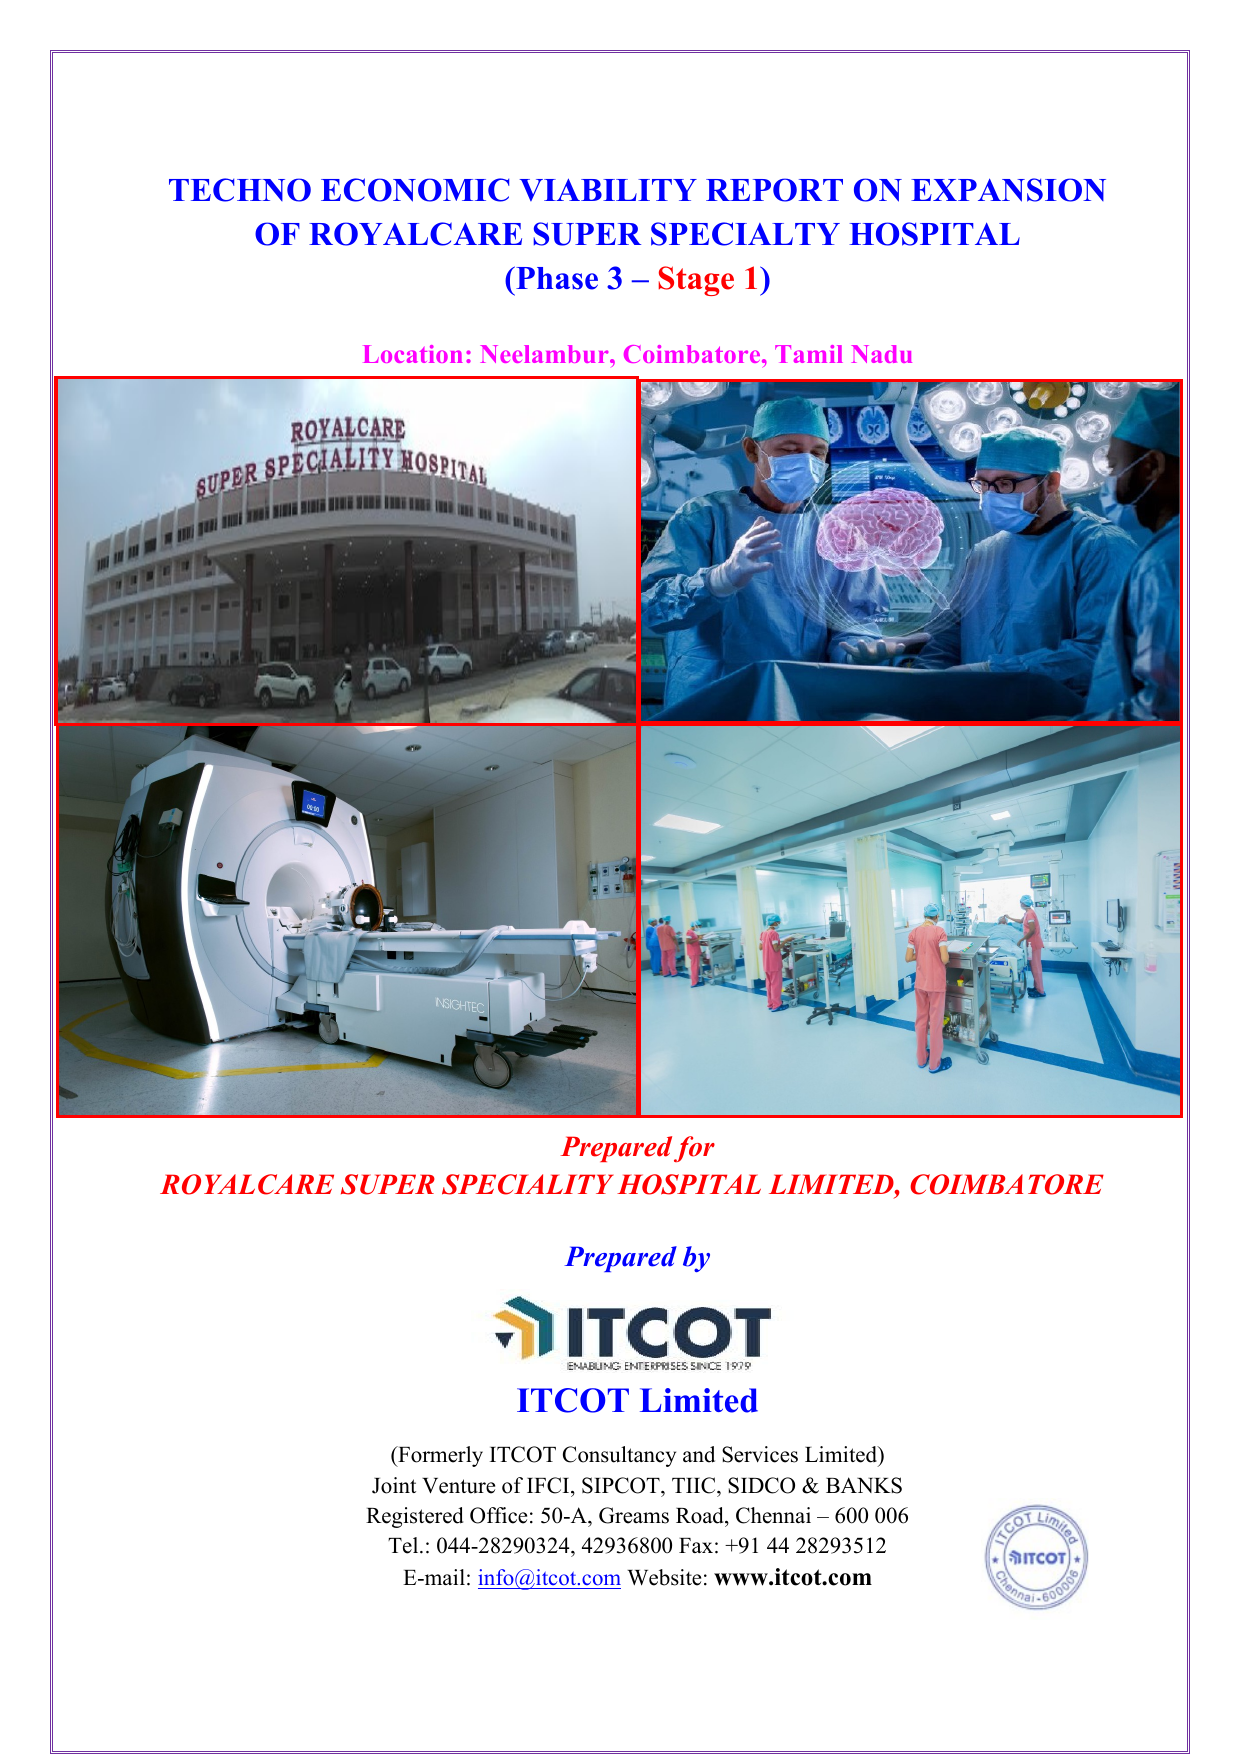 TECHNO ECONOMIC VIABILITY REPORT ON EXPANSION
OF ROYALCARE SUPER SPECIALTY HOSPITAL
(Phase 3 – Stage 1)
Location: Neelambur, Coimbatore, Tamil Nadu
ROYALCARE
SUPER SPECIALITY HOSPITAL
INSIGHTEC
Prepared for
ROYALCARE SUPER SPECIALITY HOSPITAL LIMITED, COIMBATORE
Prepared by
ITCOT
ENABLING ENTERPRISES SINCE 1979
ITCOT Limited
(Formerly ITCOT Consultancy and Services Limited)
Joint Venture of IFCI, SIPCOT, TIIC, SIDCO & BANKS
Registered Office: 50-A, Greams Road, Chennai – 600 006
Tel.: 044-28290324, 42936800 Fax: +91 44 28293512
E-mail: info@itcot.com Website: www.itcot.com
ITCOT Limited
ITCOT
Chennai-600006